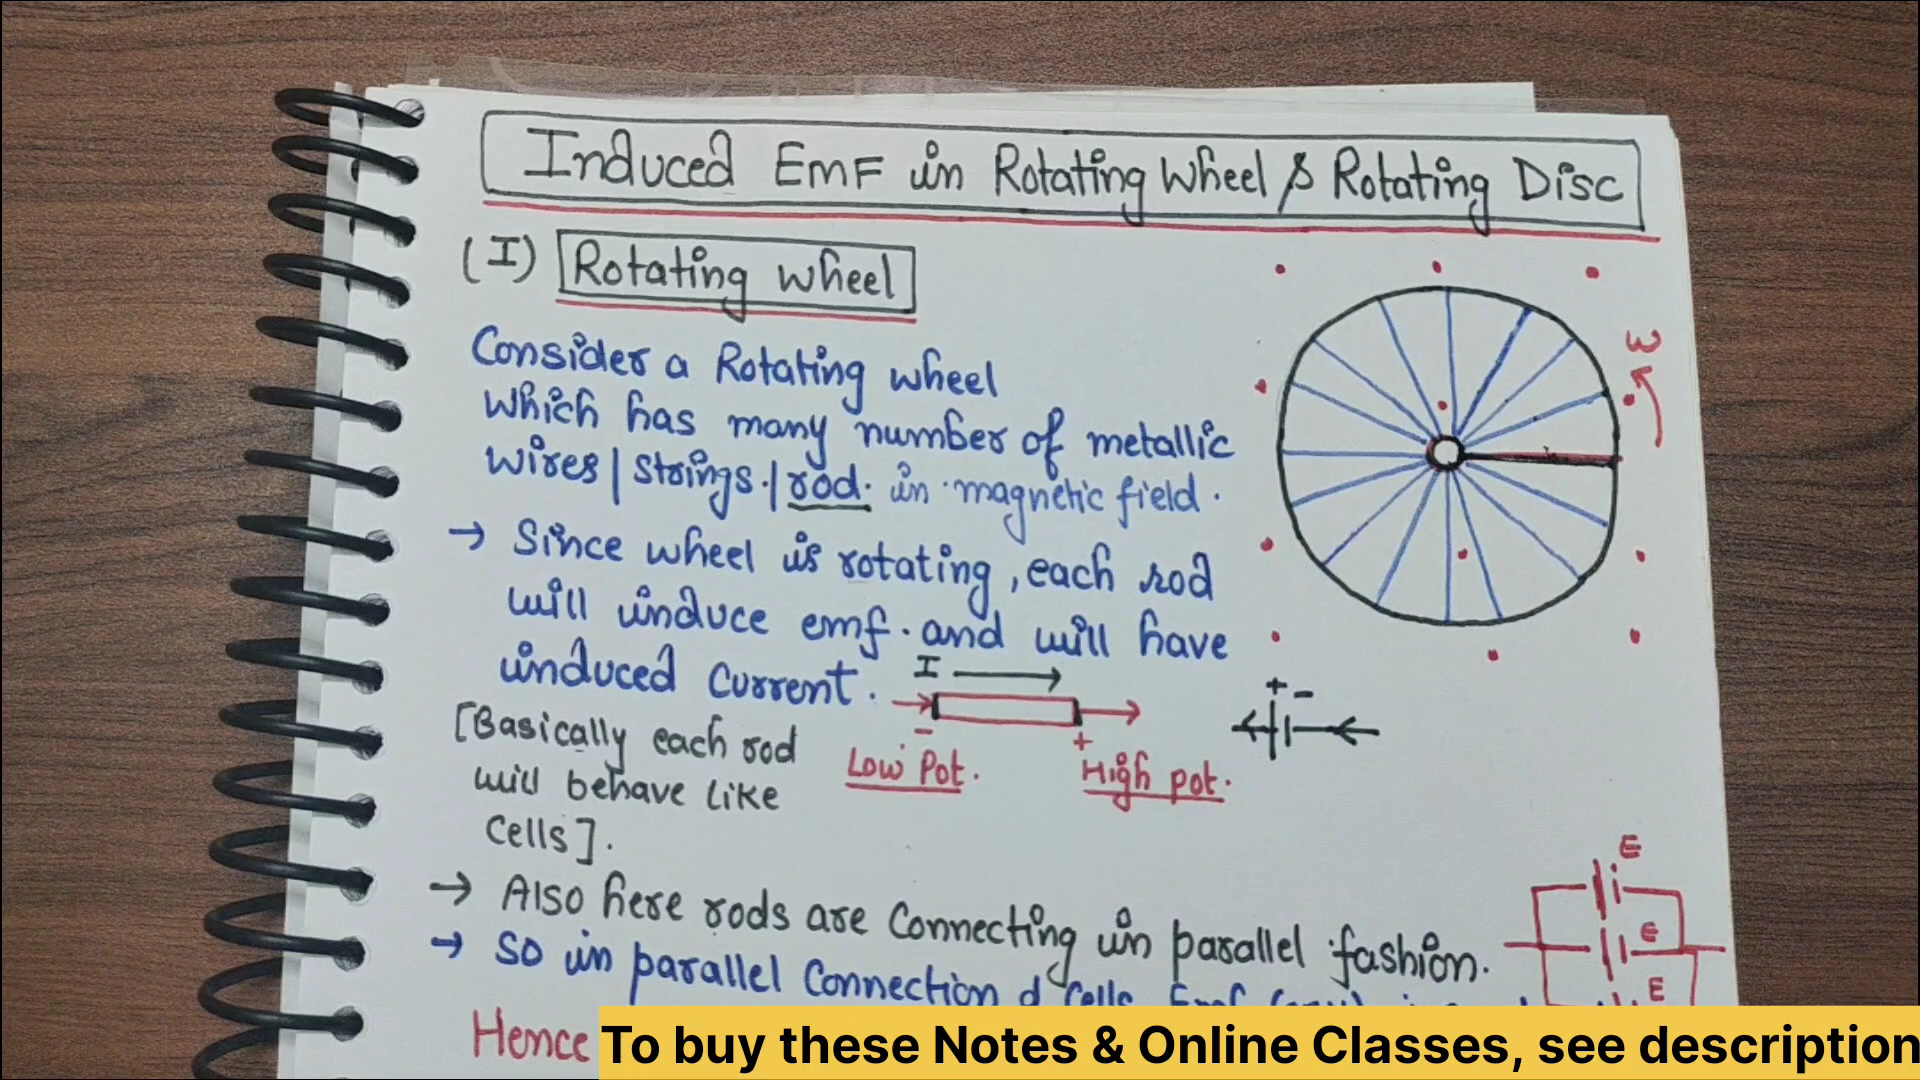 Induced EMF in Rotating Wheel & Rotating Disc
(I) Rotating wheel
ω
Consider a Rotating wheel
which has many number of metallic
wires | Strings. | rod. in magnetic field.
→ Since wheel is rotating, each rod
will induce emf. and will have
induced current.
I
[Basically each rod
will behave like
cells].
- +
Low Pot. High pot.
+ -
E
→ Also here rods are connecting in parallel fashion.
E
→ So in parallel connection of cells, Emf
E
Hence
To buy these Notes & Online Classes, see description